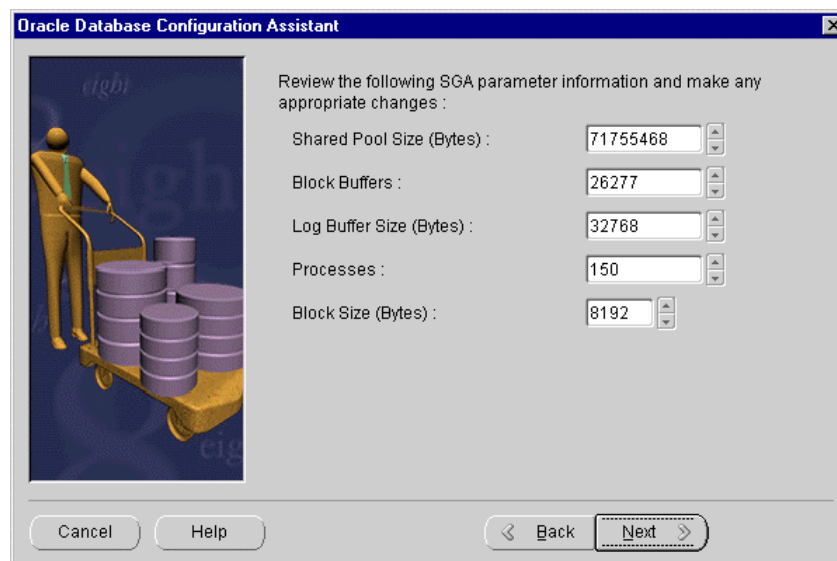 Oracle Database Configuration Assistant
eight
Review the following SGA parameter information and make any
appropriate changes :
Shared Pool Size (Bytes) : 71755468
Block Buffers : 26277
Log Buffer Size (Bytes) : 32768
Processes : 150
Block Size (Bytes) : 8192
Cancel Help Back Next